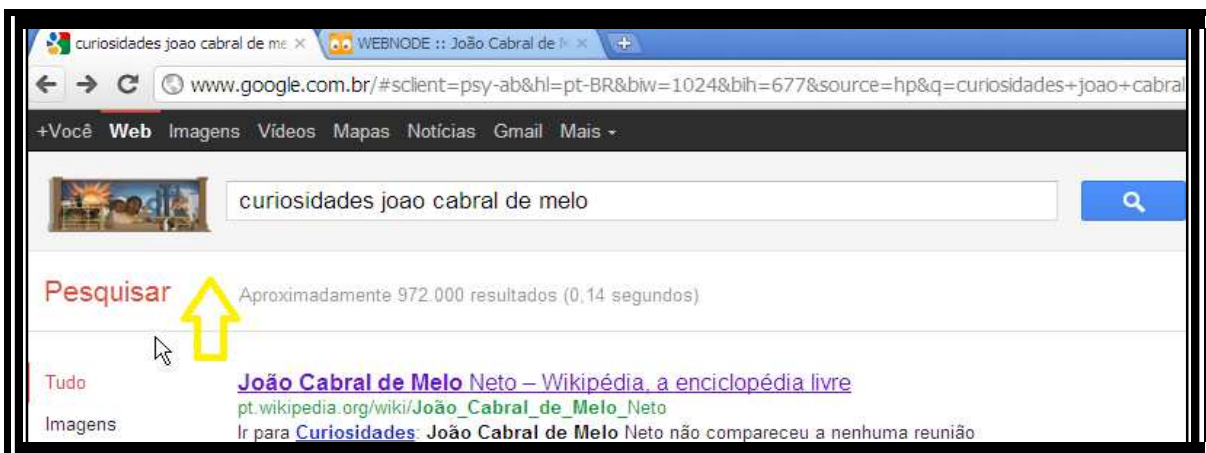 curiosidades joao cabral de me WEBNODE :: João Cabral de
www.google.com.br/#sclient=psy-ab&hl=pt-BR&biw=1024&bih=677&source=hp&q=curiosidades+joao+cabral
+Você Web Imagens Vídeos Mapas Notícias Gmail Mais
curiosidades joao cabral de melo
Pesquisar Aproximadamente 972.000 resultados (0,14 segundos)
Tudo João Cabral de Melo Neto – Wikipédia, a enciclopédia livre
pt.wikipedia.org/wiki/João_Cabral_de_Melo_Neto
Imagens Ir para Curiosidades: João Cabral de Melo Neto não compareceu a nenhuma reunião